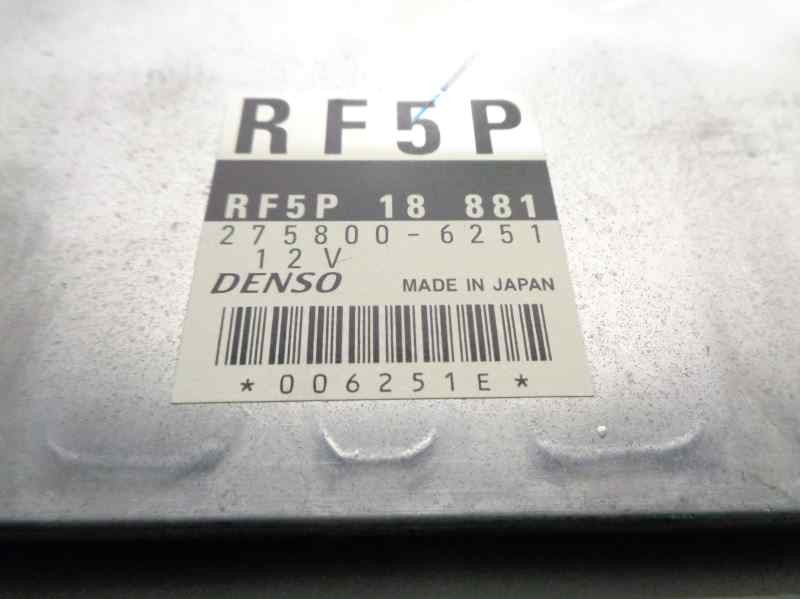 RF5P
RF5P 18 881
275800-6251
12V
DENSO MADE IN JAPAN
*006251E*